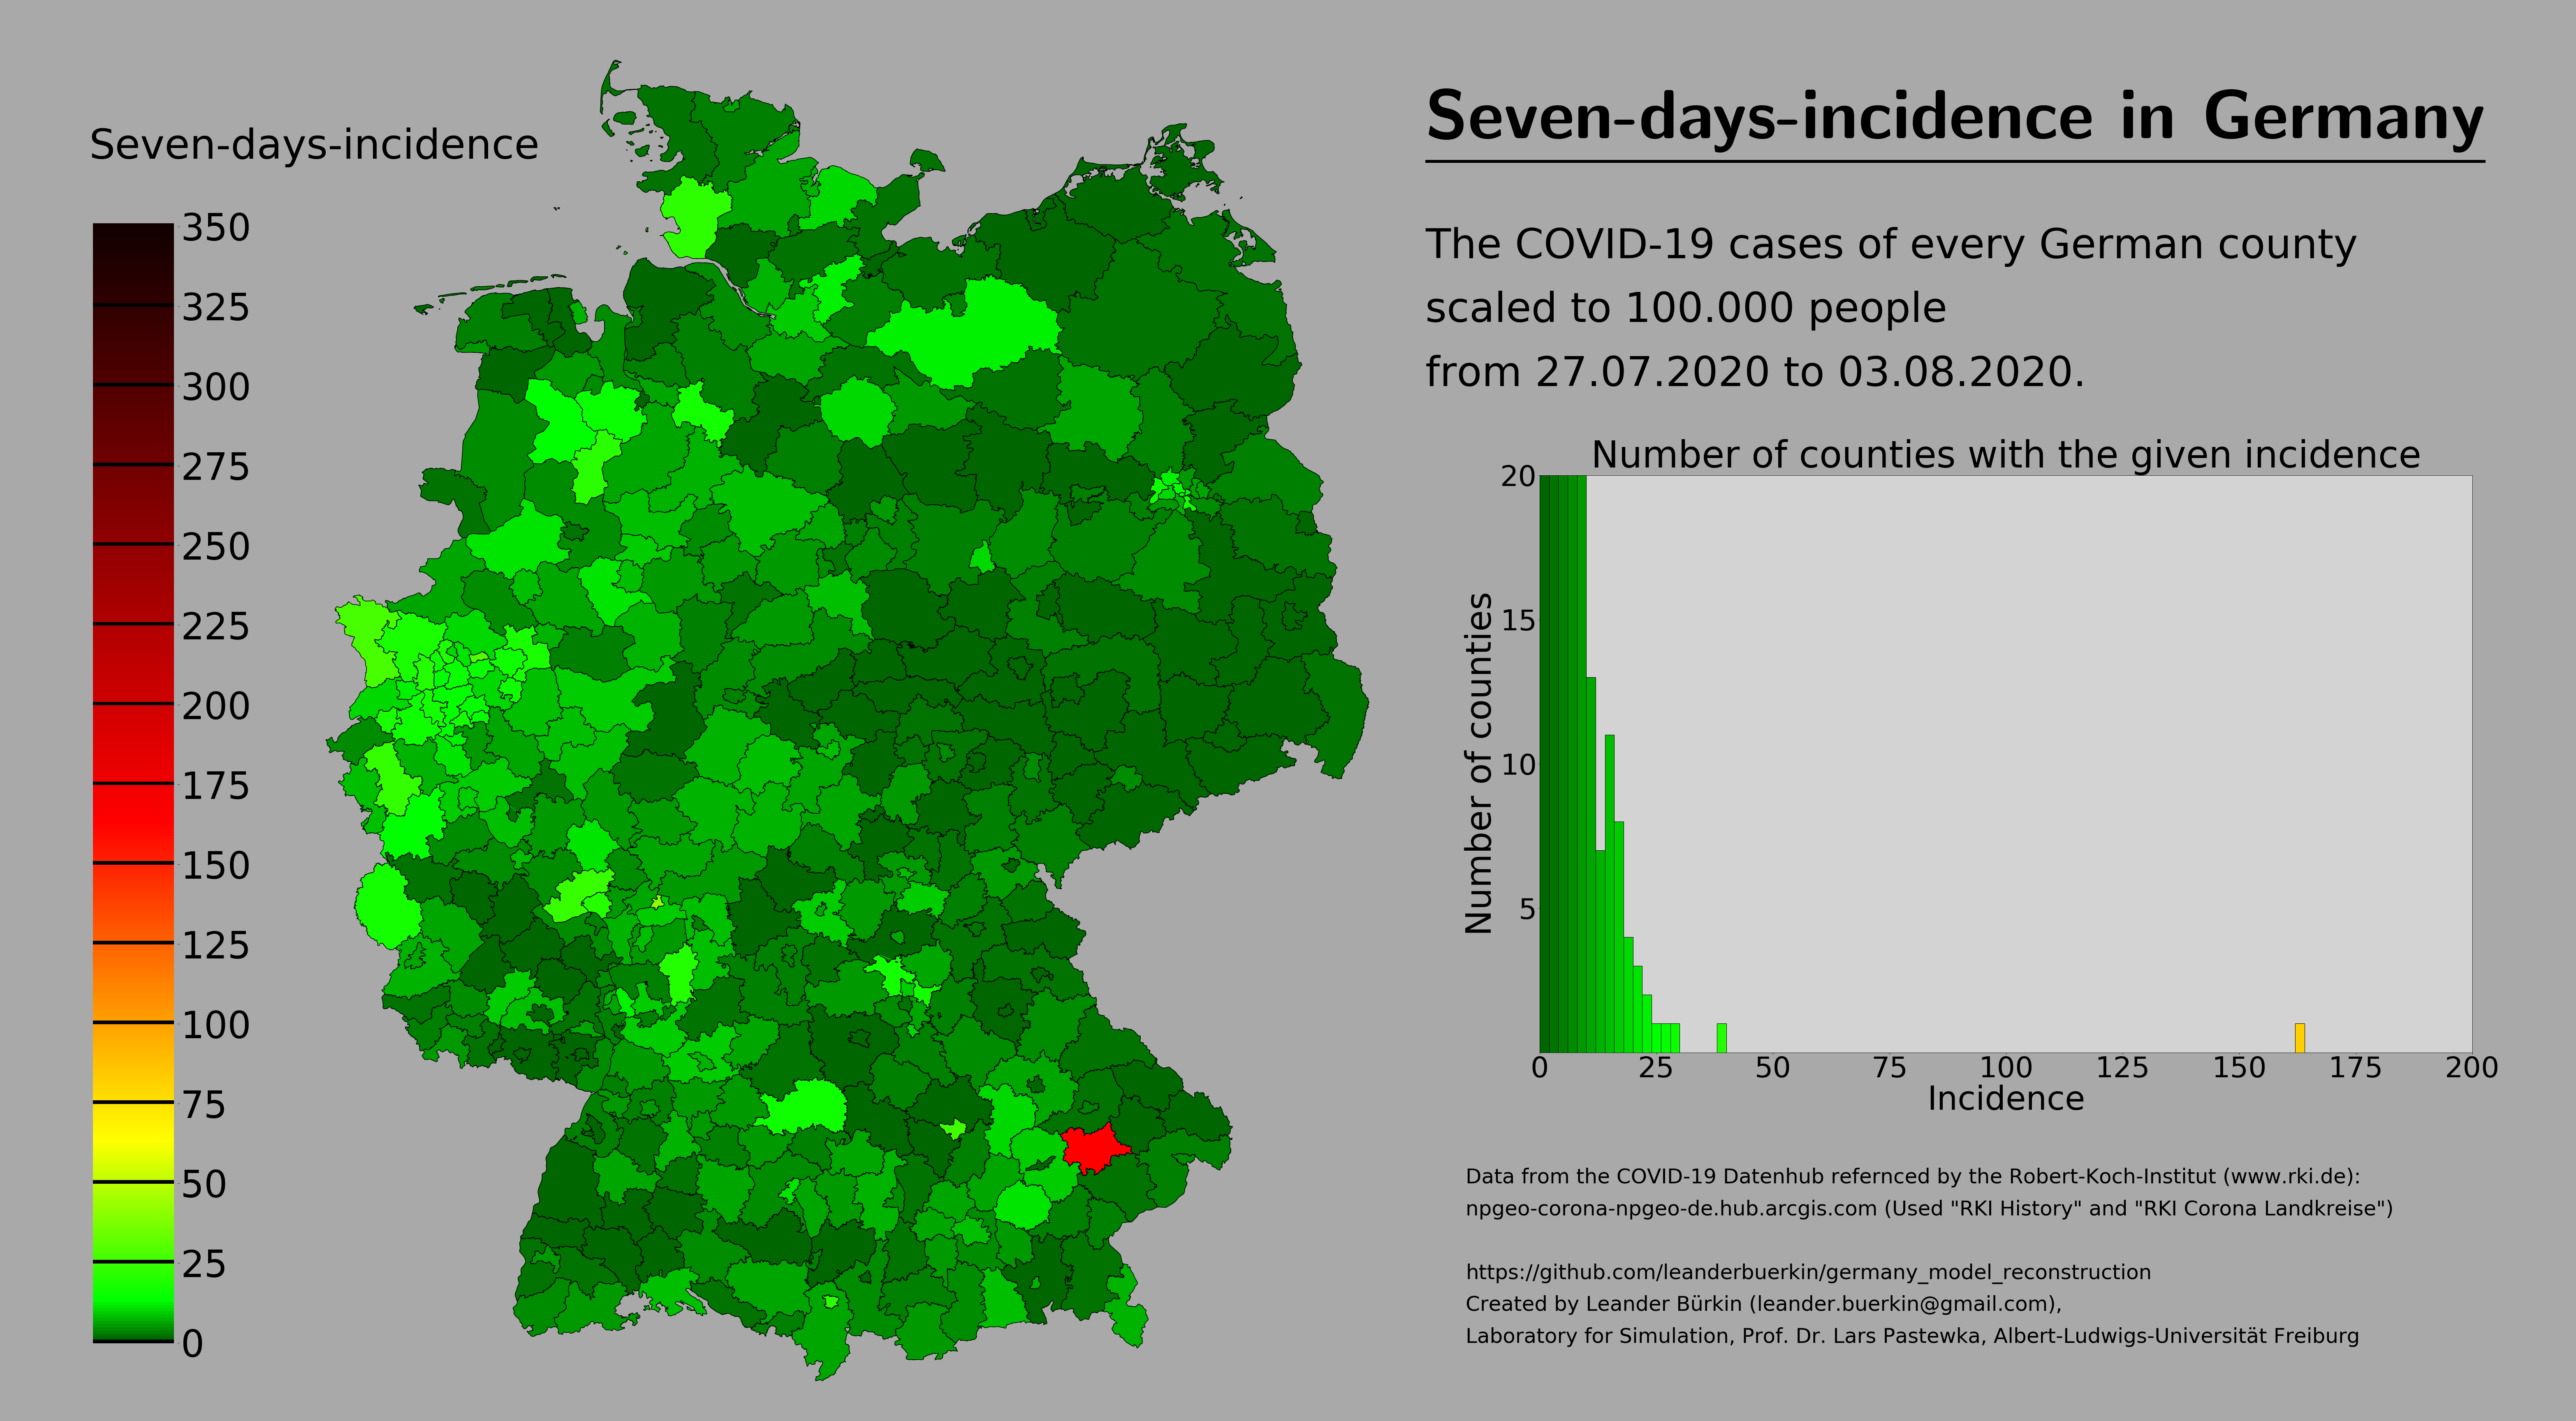 Seven-days-incidence
350
325
300
275
250
225
200
175
150
125
100
75
50
25
0
Seven-days-incidence in Germany
The COVID-19 cases of every German county
scaled to 100.000 people
from 27.07.2020 to 03.08.2020.
Number of counties with the given incidence
20
15
10
5
Number of counties
0 25 50 75 100 125 150 175 200
Incidence
Data from the COVID-19 Datenhub refernced by the Robert-Koch-Institut (www.rki.de):
npgeo-corona-npgeo-de.hub.arcgis.com (Used "RKI History" and "RKI Corona Landkreise")
https://github.com/leanderbuerkin/germany_model_reconstruction
Created by Leander Bürkin (leander.buerkin@gmail.com),
Laboratory for Simulation, Prof. Dr. Lars Pastewka, Albert-Ludwigs-Universität Freiburg